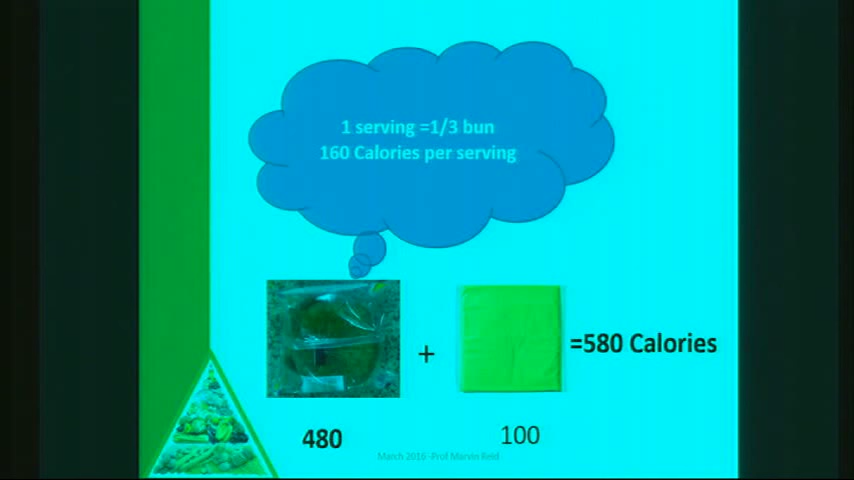 1 serving =1/3 bun
160 Calories per serving
+
=580 Calories
480
100
March 2016 -Prof Marvin Reid